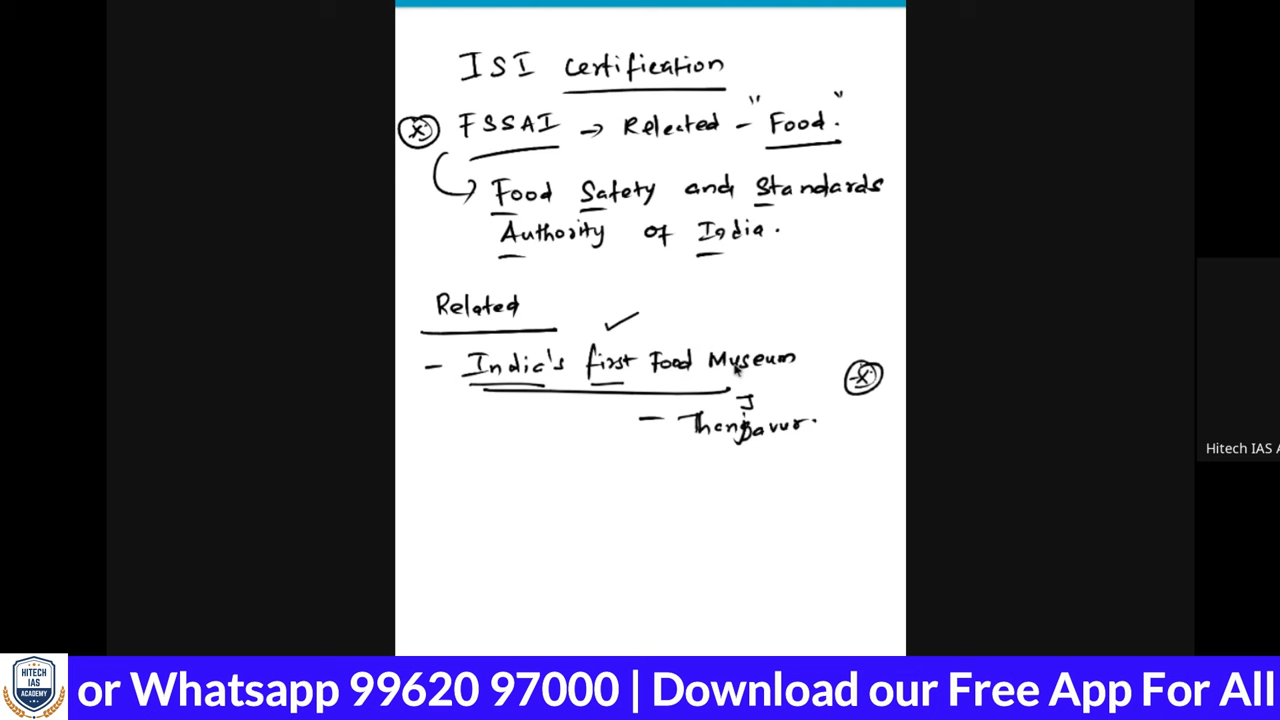 ISI Certification
FSSAI → Relected - "Food."
Food Safety and Standards
Authority of India.
Related
- India's first Food Museum
- Thanjavur.
Hitech IAS A
HITECH
IAS
ACADEMY
or Whatsapp 99620 97000 | Download our Free App For All